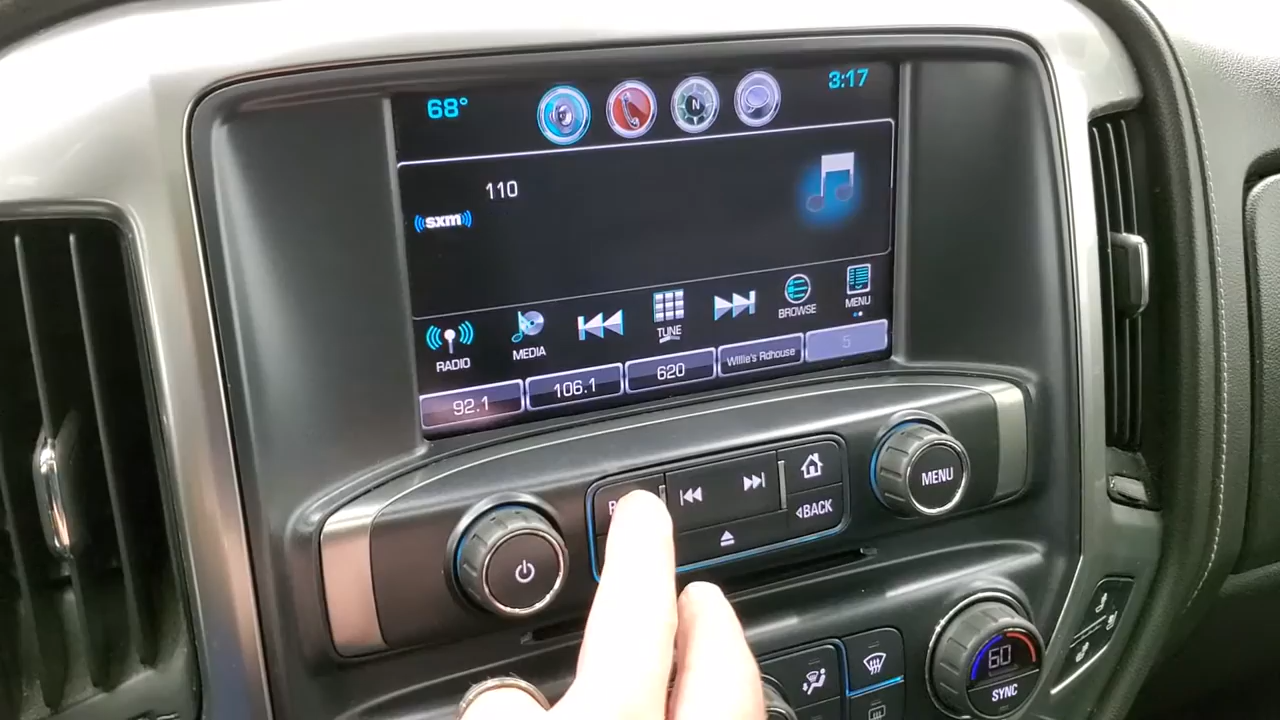 68°
N
3:17
110
sxm
RADIO
MEDIA
TUNE
BROWSE
MENU
92.1
106.1
620
Willie's Rdhouse
5
MENU
BACK
60
SYNC